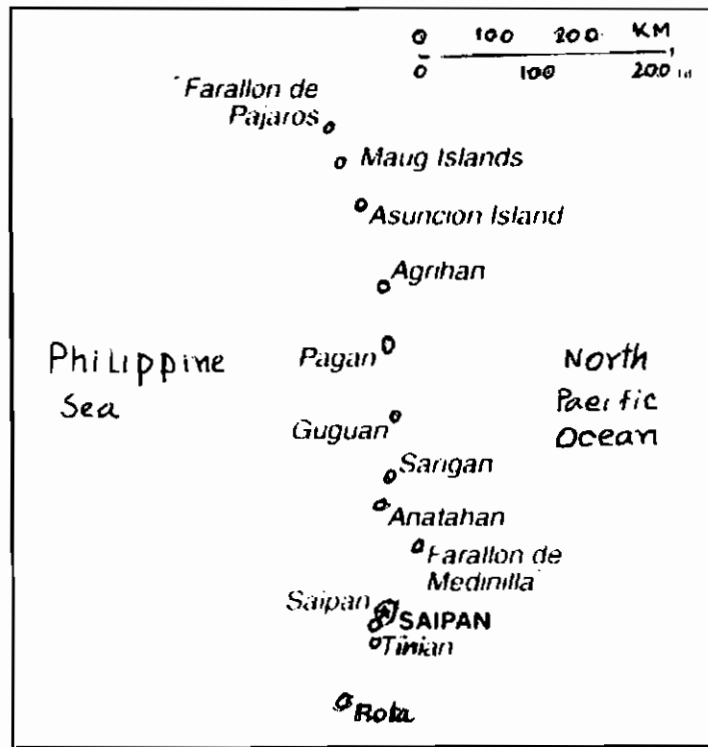 0 100 200 KM
0 100 200
Farallon de
Pajaros
Maug Islands
Asuncion Island
Agrihan
Philippine
Sea
Pagan
North
Pacific
Ocean
Guguan
Sarigan
Anatahan
Farallon de
Medinilla
Saipan
SAIPAN
Tinian
Rota